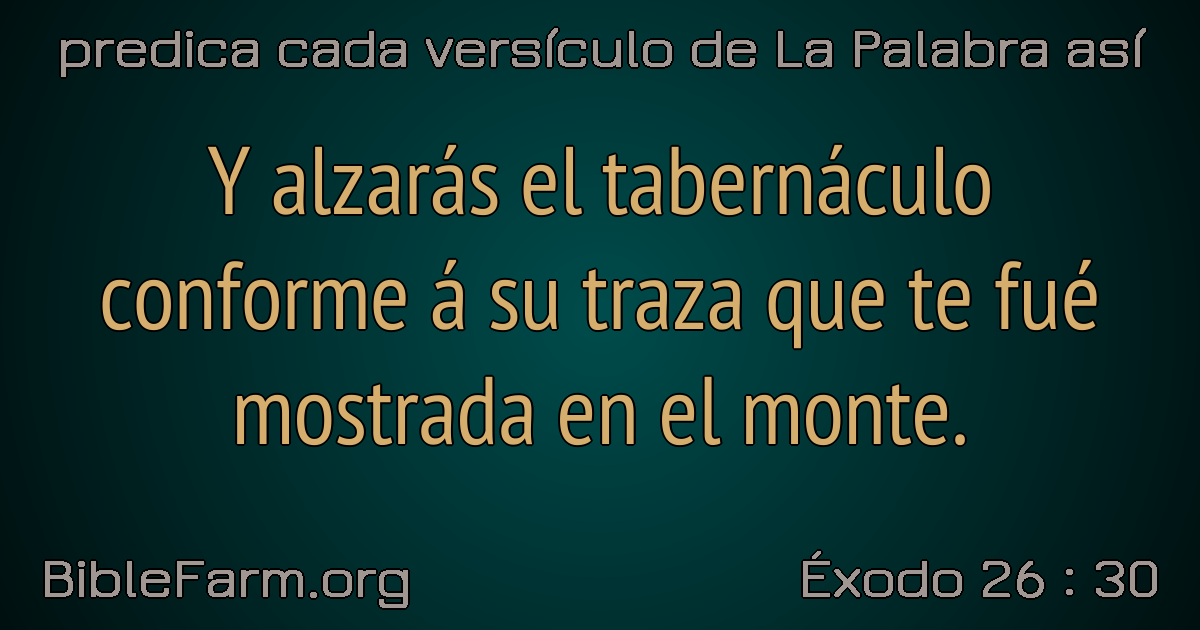 predica cada versículo de La Palabra así
Y alzarás el tabernáculo
conforme á su traza que te fué
mostrada en el monte.
BibleFarm.org
Éxodo 26 : 30